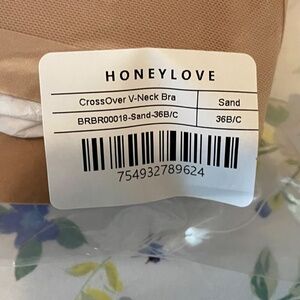 HONEYLOVE
CrossOver V-Neck Bra Sand
BRBR00018-Sand-36B/C 36B/C
754932789624